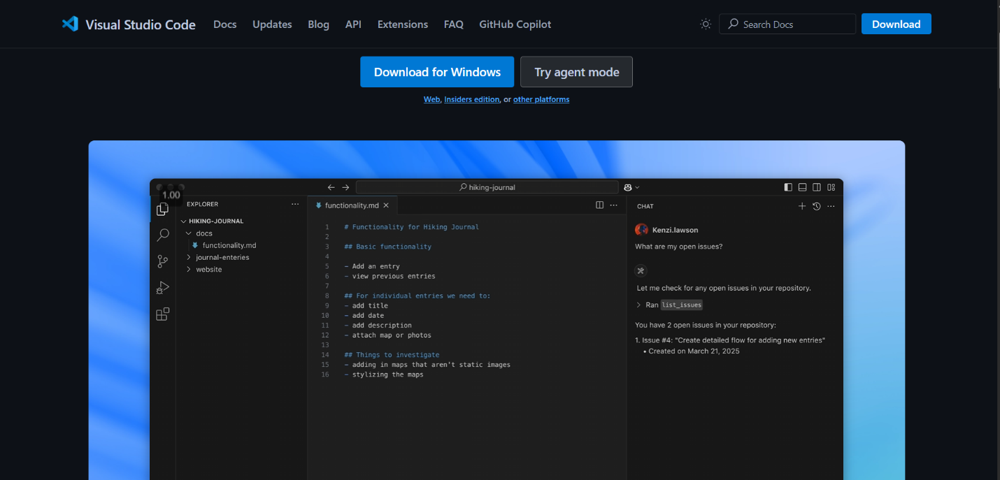 Visual Studio Code Docs Updates Blog API Extensions FAQ GitHub Copilot Search Docs Download
Download for Windows Try agent mode
Web, Insiders edition, or other platforms
hiking-journal
1.00
EXPLORER
HIKING-JOURNAL
docs
functionality.md
journal-enteries
website
functionality.md
1 # Functionality for Hiking Journal
2
3 ## Basic functionality
4
5 - Add an entry
6 - view previous entries
7
8 ## For individual entries we need to:
9 - add title
10 - add date
11 - add description
12 - attach map or photos
13
14 ## Things to investigate
15 - adding in maps that aren't static images
16 - stylizing the maps
CHAT
Kenzi.lawson
What are my open issues?
Let me check for any open issues in your repository.
Ran list_issues
You have 2 open issues in your repository:
1. Issue #4: "Create detailed flow for adding new entries"
• Created on March 21, 2025